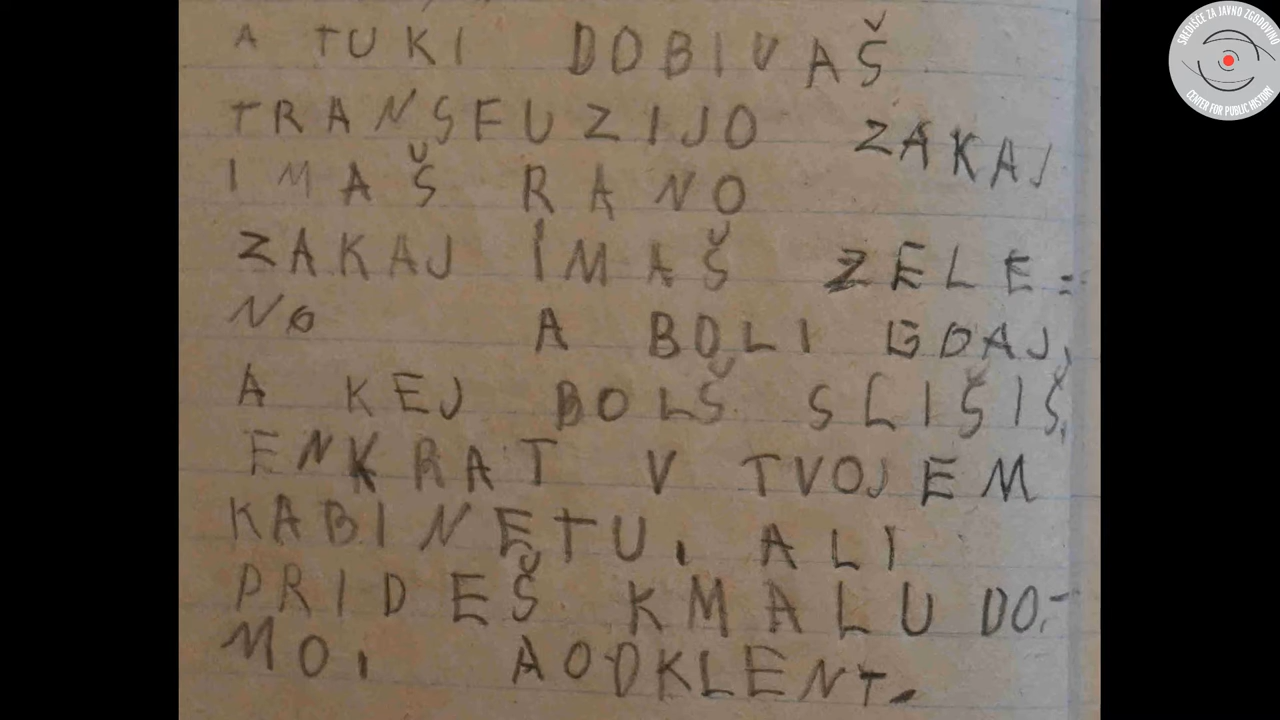 A TUKI DOBIVAŠ
TRANSFUZIJO ZAKAJ
IMAŠ RANO
ZAKAJ IMAŠ ZELE=
NO A BOLI GDAJ,
A KEJ BOLŠ SLIŠIŠ,
ENKRAT V TVOJEM
KABINETU, ALI
PRIDEŠ KMALU DO,-
MO, AODKLENT.
SREDIŠČE ZA JAVNO ZGODOVINO
CENTER FOR PUBLIC HISTORY